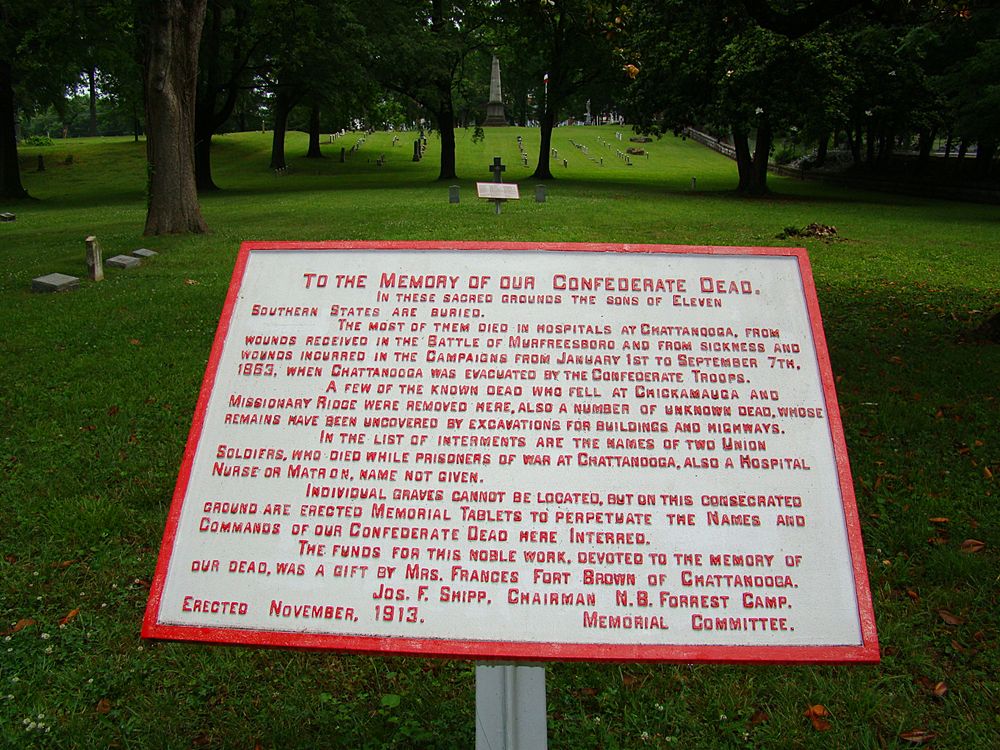 To the Memory of our Confederate Dead.
In these sacred grounds the sons of Eleven
Southern States are buried.
The most of them died in hospitals at Chattanooga, from
wounds received in the Battle of Murfreesboro and from sickness and
wounds incurred in the Campaigns from January 1st to September 7th,
1863, when Chattanooga was evacuated by the Confederate Troops.
A few of the known dead who fell at Chickamauga and
Missionary Ridge were removed here, also a number of unknown dead, whose
remains have been uncovered by excavations for buildings and highways.
In the list of interments are the names of two Union
Soldiers, who died while prisoners of war at Chattanooga, also a Hospital
Nurse or Matron, name not given.
Individual graves cannot be located, but on this consecrated
ground are erected Memorial Tablets to perpetuate the Names and
Commands of our Confederate Dead here Interred.
The funds for this noble work, devoted to the memory of
our dead, was a gift by Mrs. Frances Fort Brown of Chattanooga.
Jos. F. Shipp, Chairman N.B. Forrest Camp.
Erected November, 1913. Memorial Committee.